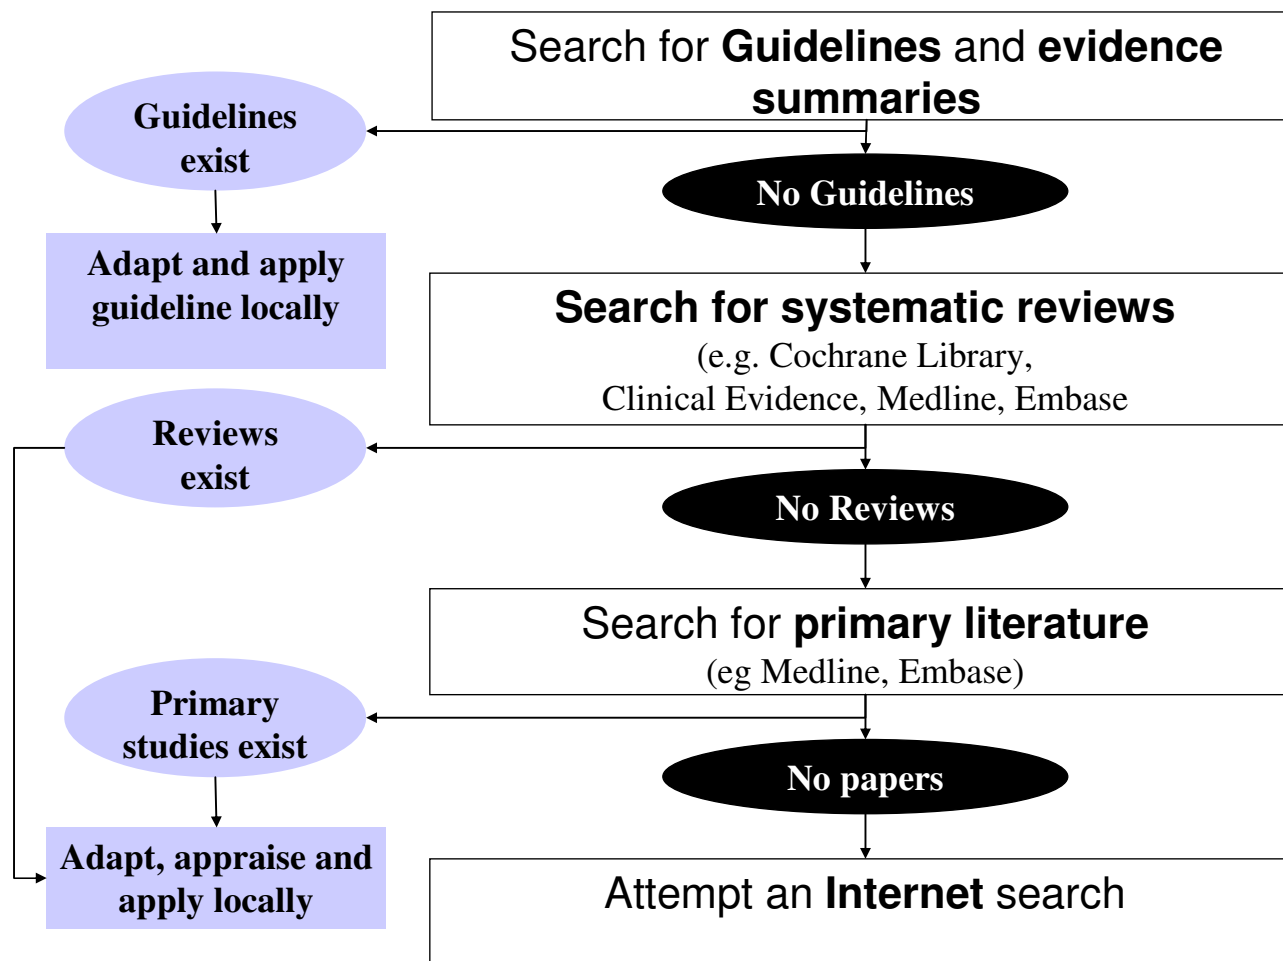 Search for Guidelines and evidence
summaries
Guidelines
exist
No Guidelines
Adapt and apply
guideline locally
Search for systematic reviews
(e.g. Cochrane Library,
Clinical Evidence, Medline, Embase
Reviews
exist
No Reviews
Search for primary literature
(eg Medline, Embase)
Primary
studies exist
No papers
Adapt, appraise and
apply locally
Attempt an Internet search